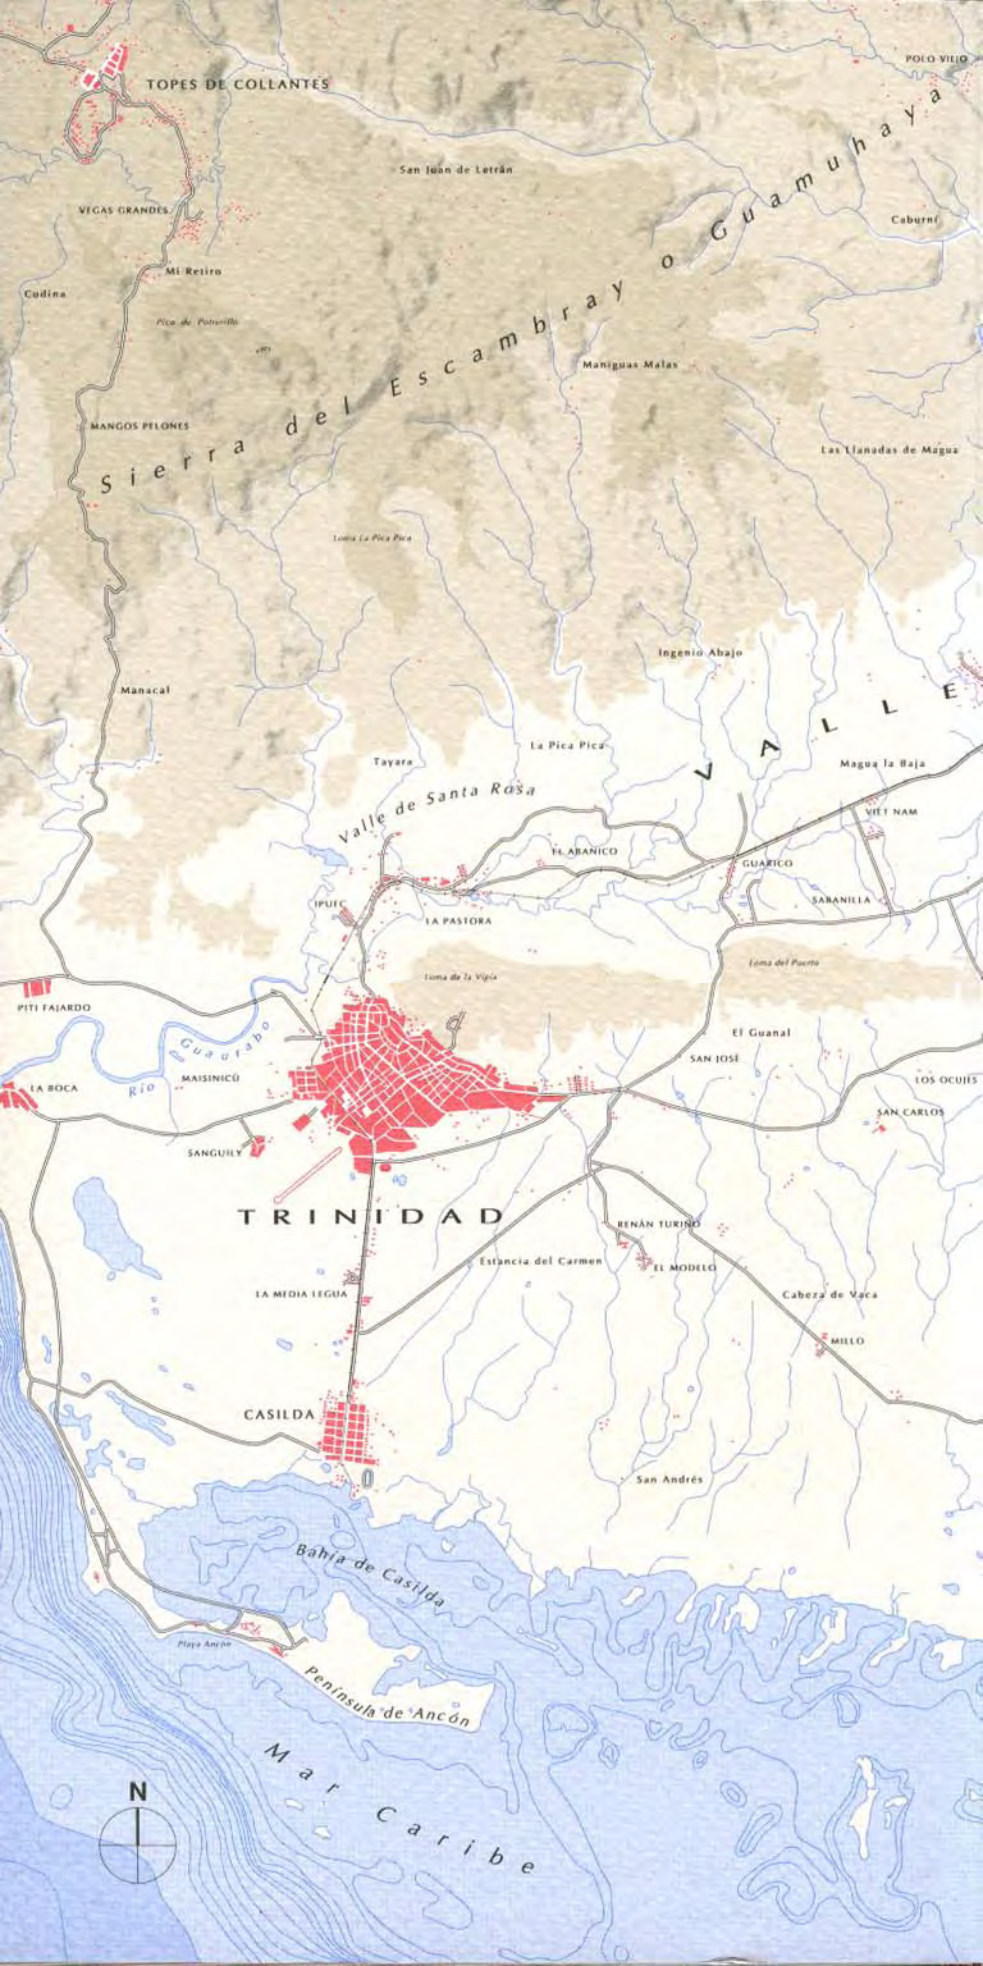 POLO VIEJO
TOPES DE COLLANTES
San Juan de Letrán
VEGAS GRANDES
Caburní
Mi Retiro
Codina
Pico de Potrerillo
Sierra del Escambray o Guamuhaya
Maniguas Malas
MANGOS PELONES
Las Llanadas de Magua
Loma La Pica Pica
Ingenio Abajo
Manacal
VALLE
La Pica Pica
Tayara
Magua la Baja
Valle de Santa Rosa
VIET NAM
EL ABANICO
GUARICO
IPUEC
SABANILLA
LA PASTORA
Loma del Puerto
Loma de la Vigía
PITI FAJARDO
El Guanal
Río Guaurabo
SAN JOSÉ
MAISINICÚ
LOS OCUJES
LA BOCA
SAN CARLOS
SANGUILY
TRINIDAD
RENÁN TURIÑO
Estancia del Carmen
EL MODELO
LA MEDIA LEGUA
Cabeza de Vaca
MILLO
CASILDA
San Andrés
Bahía de Casilda
Playa Ancón
Península de Ancón
Mar Caribe
N